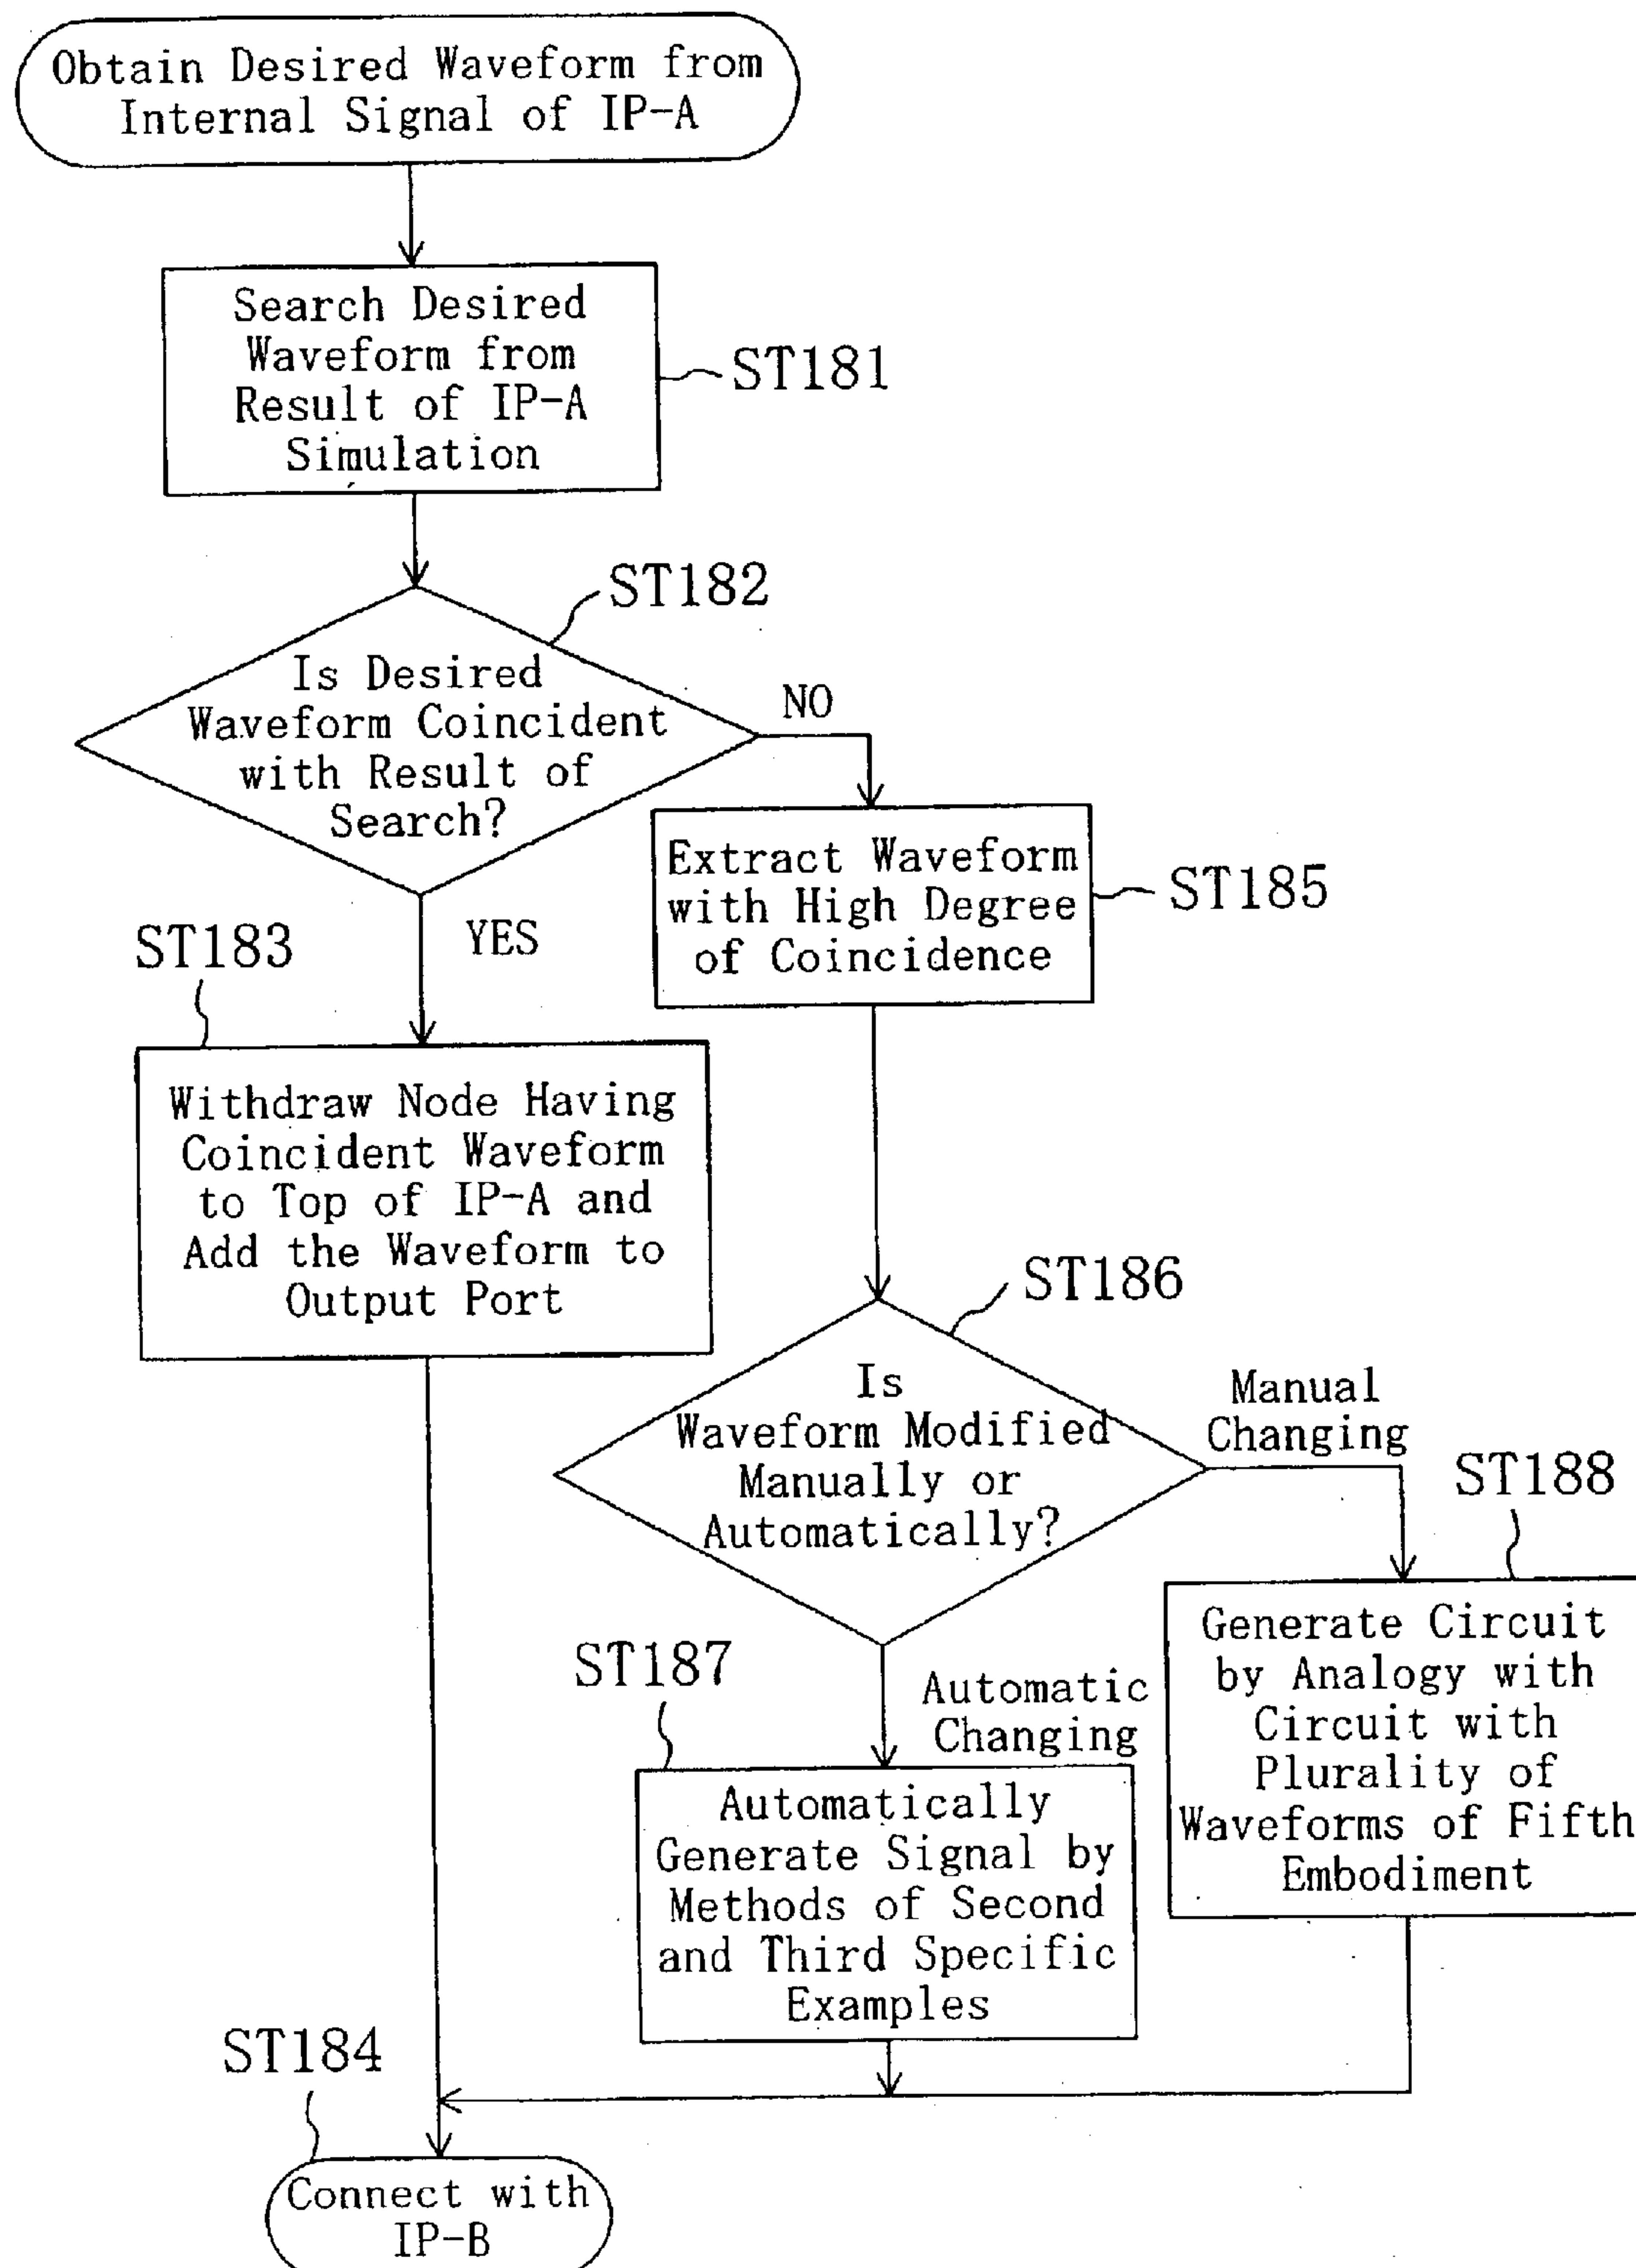 Obtain Desired Waveform from
Internal Signal of IP-A
Search Desired
Waveform from
Result of IP-A
Simulation
ST181
ST182
Is Desired
Waveform Coincident
with Result of
Search?
NO
YES
Extract Waveform
with High Degree
of Coincidence
ST185
ST183
Withdraw Node Having
Coincident Waveform
to Top of IP-A and
Add the Waveform to
Output Port
ST186
Is
Waveform Modified
Manually or
Automatically?
Manual
Changing
ST188
Generate Circuit
by Analogy with
Circuit with
Plurality of
Waveforms of Fifth
Embodiment
ST187
Automatic
Changing
Automatically
Generate Signal by
Methods of Second
and Third Specific
Examples
ST184
Connect with
IP-B